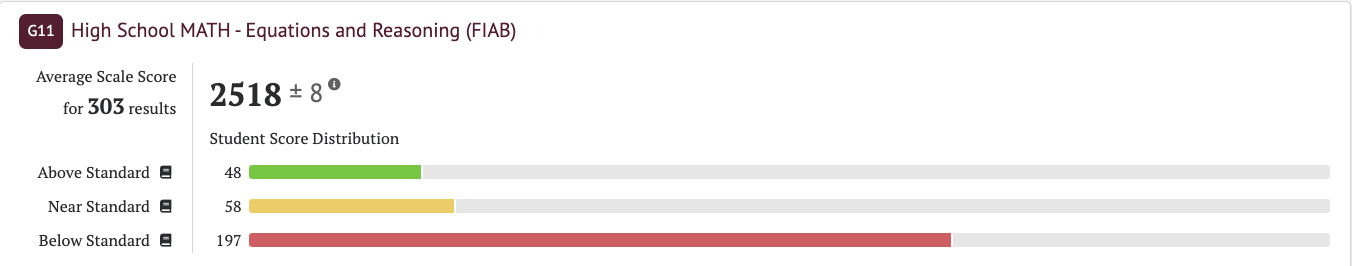 G11 High School MATH - Equations and Reasoning (FIAB)
Average Scale Score
for 303 results
2518 ± 8
Student Score Distribution
Above Standard 48
Near Standard 58
Below Standard 197